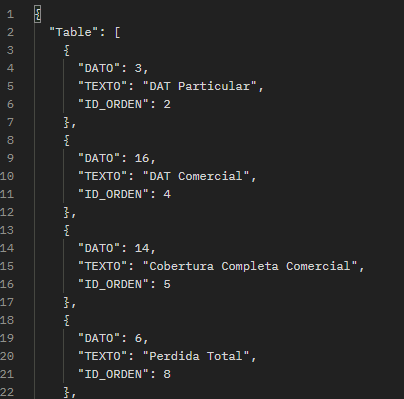 1 {
2 "Table": [
3 {
4 "DATO": 3,
5 "TEXTO": "DAT Particular",
6 "ID_ORDEN": 2
7 },
8 {
9 "DATO": 16,
10 "TEXTO": "DAT Comercial",
11 "ID_ORDEN": 4
12 },
13 {
14 "DATO": 14,
15 "TEXTO": "Cobertura Completa Comercial",
16 "ID_ORDEN": 5
17 },
18 {
19 "DATO": 6,
20 "TEXTO": "Perdida Total",
21 "ID_ORDEN": 8
22 },